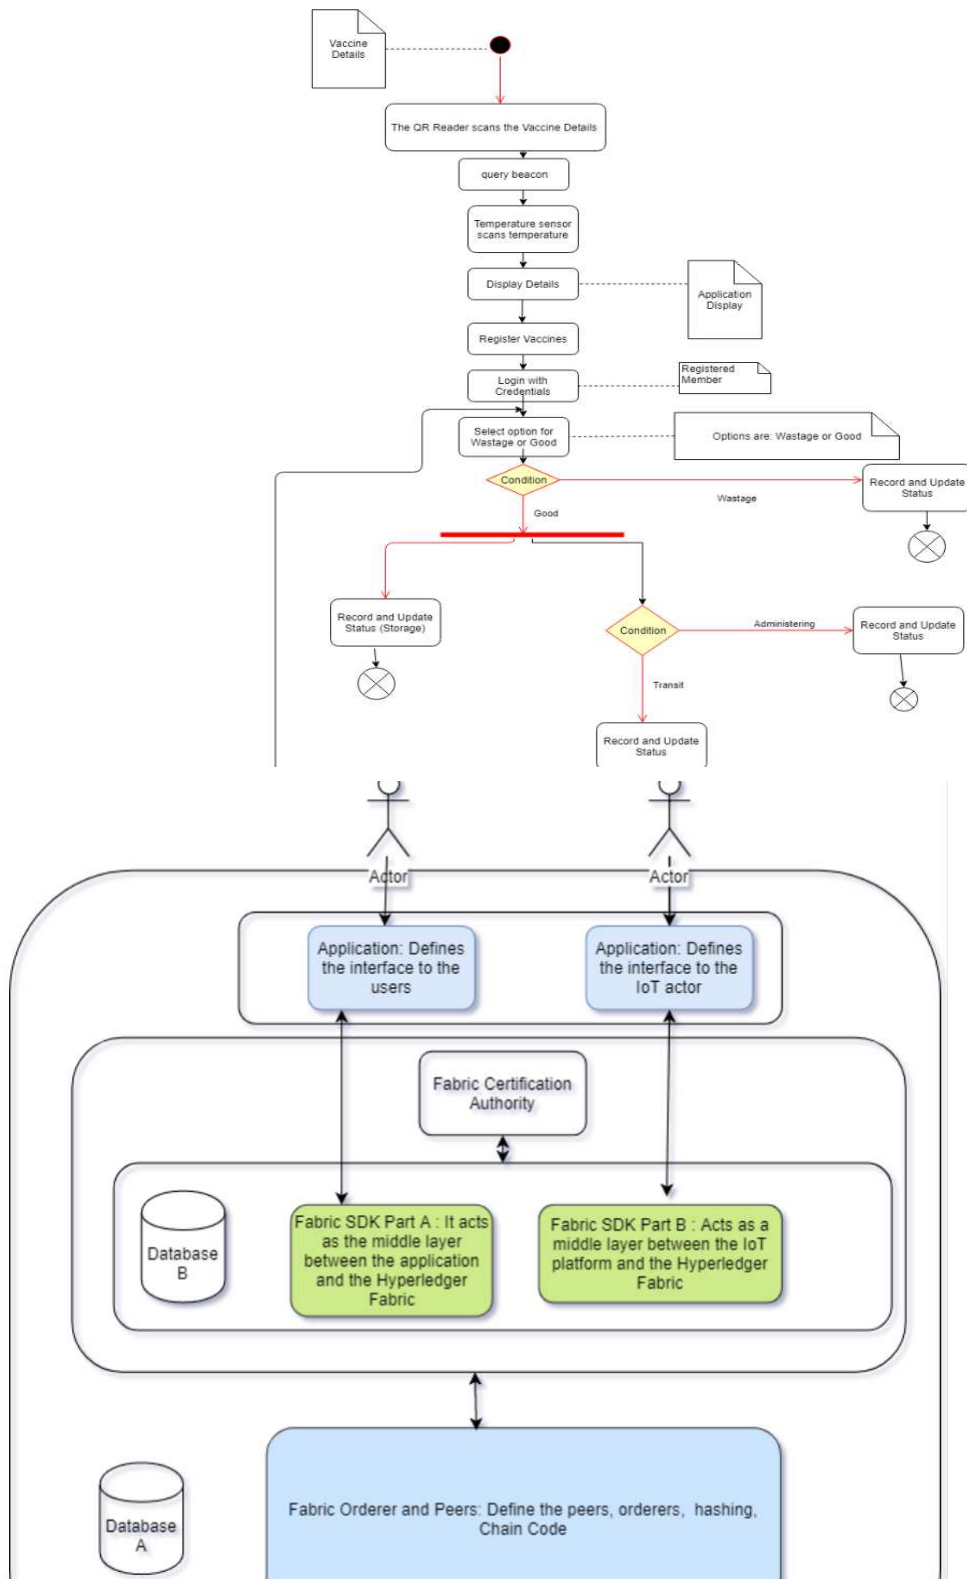 Vaccine
Details
The QR Reader scans the Vaccine Details
query beacon
Temperature sensor
scans temperature
Display Details
Application
Display
Register Vaccines
Login with
Credentials
Registered
Member
Select option for
Wastage or Good
Options are: Wastage or Good
Condition
Wastage
Record and Update
Status
Good
Record and Update
Status (Storage)
Condition
Administering
Record and Update
Status
Transit
Record and Update
Status
Actor
Actor
Application: Defines
the interface to the
users
Application: Defines
the interface to the
IoT actor
Fabric Certification
Authority
Database
B
Fabric SDK Part A : It acts
as the middle layer
between the application
and the Hyperledger
Fabric
Fabric SDK Part B : Acts as a
middle layer between the IoT
platform and the Hyperledger
Fabric
Database
A
Fabric Orderer and Peers: Define the peers, orderers, hashing,
Chain Code